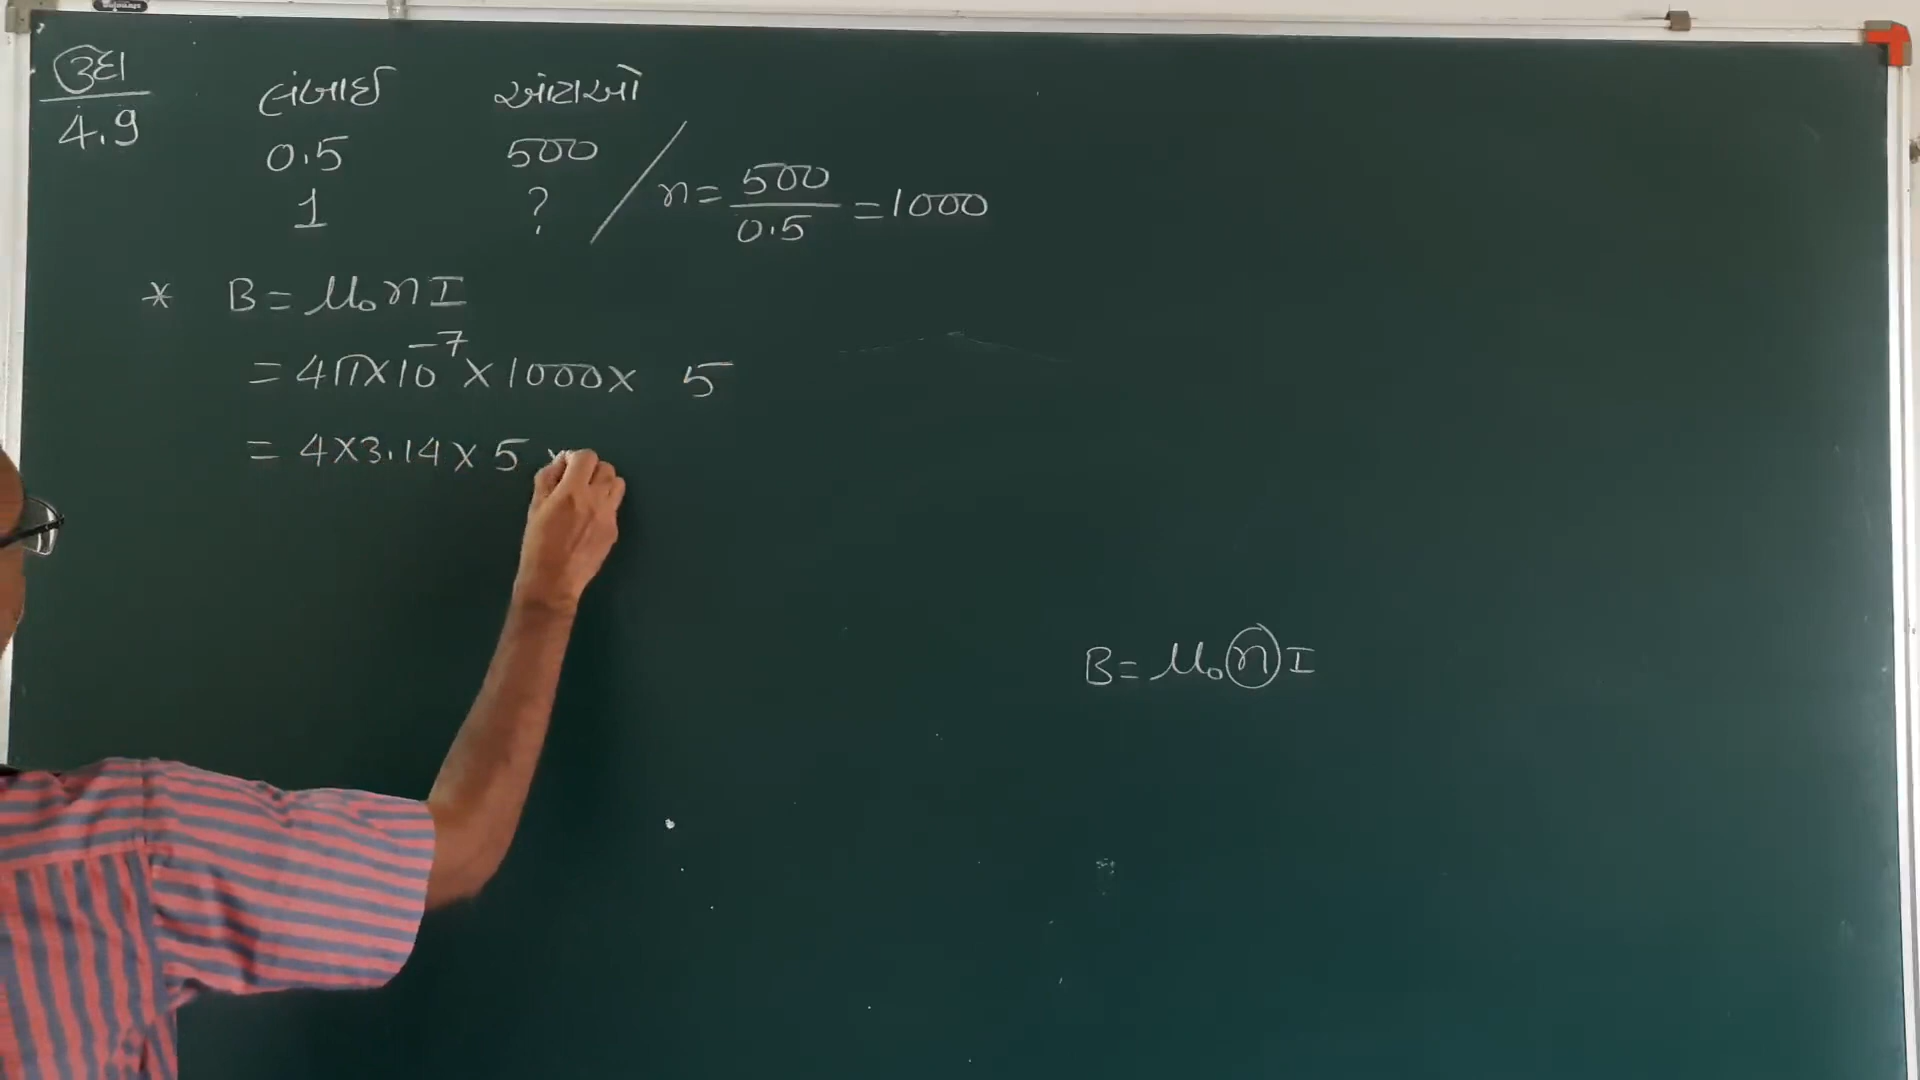 ઉદા
4.9
લંબાઈ આંટાઓ
0.5 500
1 ? / n = 500/0.5 = 1000
* B = μ₀nI
= 4π×10⁻⁷×1000× 5
= 4×3.14×5 ×
B = μ₀nI